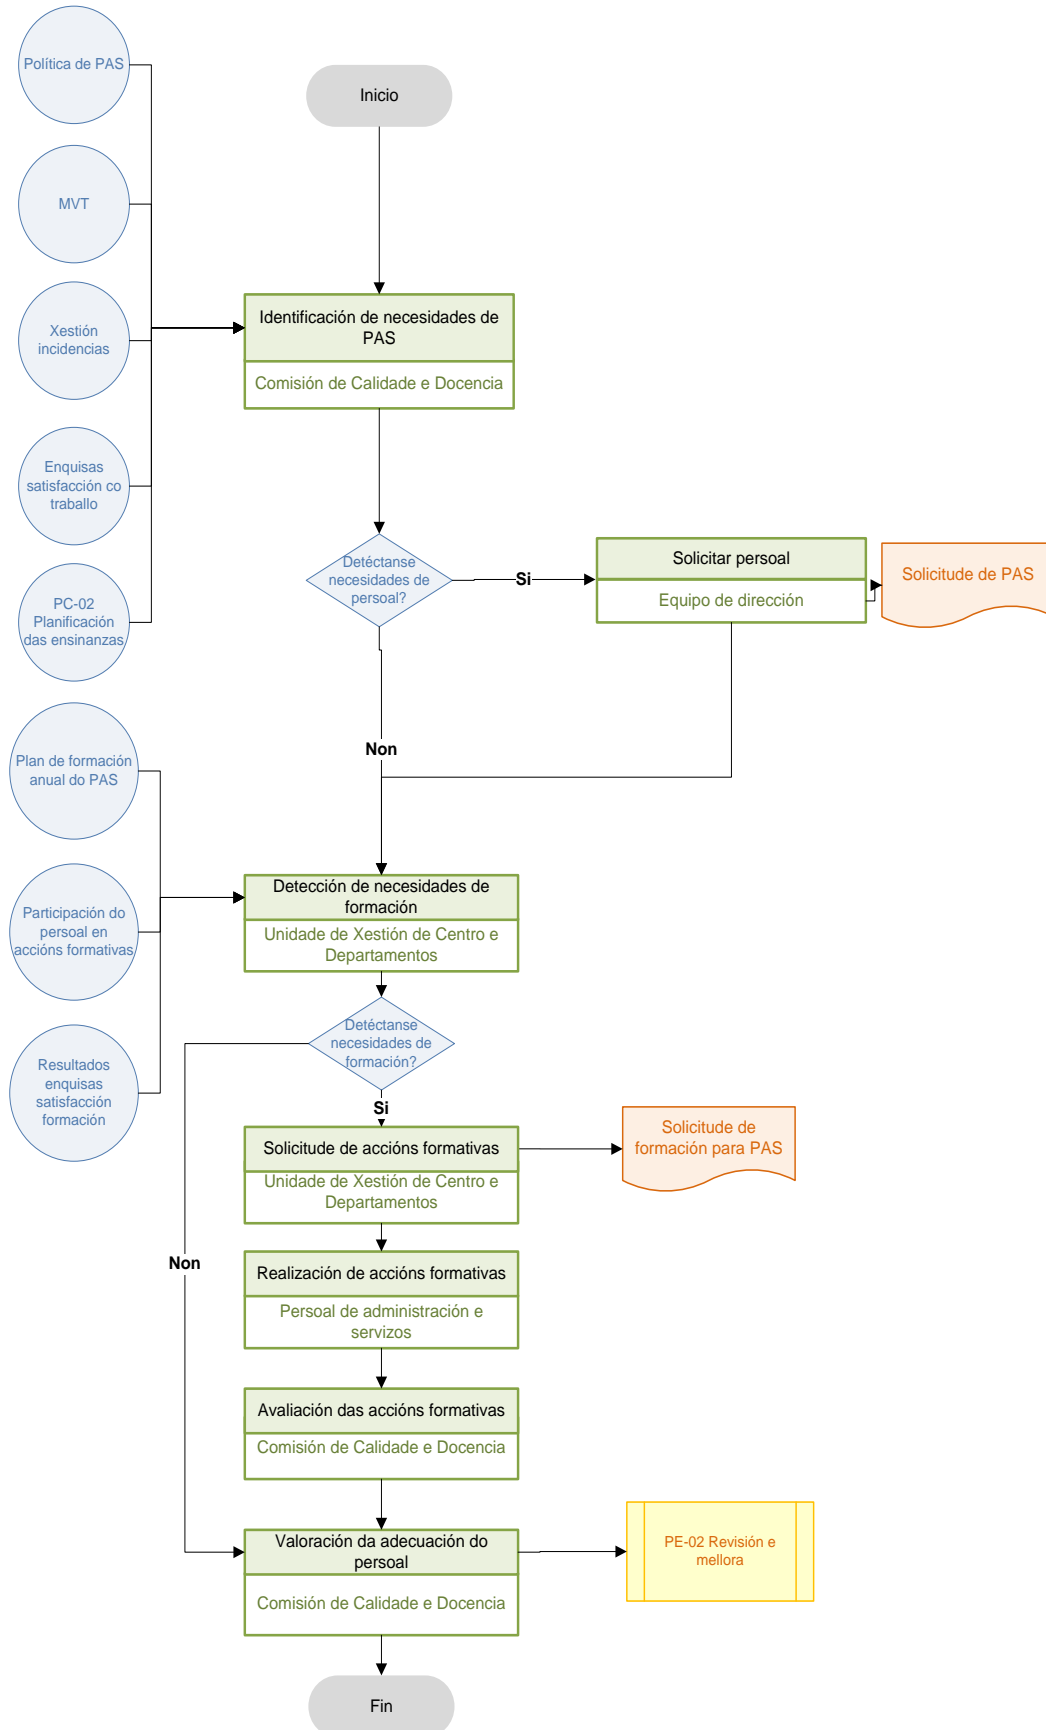 Política de PAS
Inicio
MVT
Xestión
incidencias
Identificación de necesidades de
PAS
Comisión de Calidade e Docencia
Enquisas
satisfacción co
traballo
Detéctanse
necesidades de
persoal?
Si
Solicitar persoal
Equipo de dirección
Solicitude de PAS
PC-02
Planificación
das ensinanzas
Non
Plan de formación
anual do PAS
Detección de necesidades de
formación
Unidade de Xestión de Centro e
Departamentos
Participación do
persoal en
accións formativas
Detéctanse
necesidades de
formación?
Resultados
enquisas
satisfacción
formación
Si
Solicitude de accións formativas
Unidade de Xestión de Centro e
Departamentos
Solicitude de
formación para PAS
Non
Realización de accións formativas
Persoal de administración e
servizos
Avaliación das accións formativas
Comisión de Calidade e Docencia
Valoración da adecuación do
persoal
Comisión de Calidade e Docencia
PE-02 Revisión e
mellora
Fin